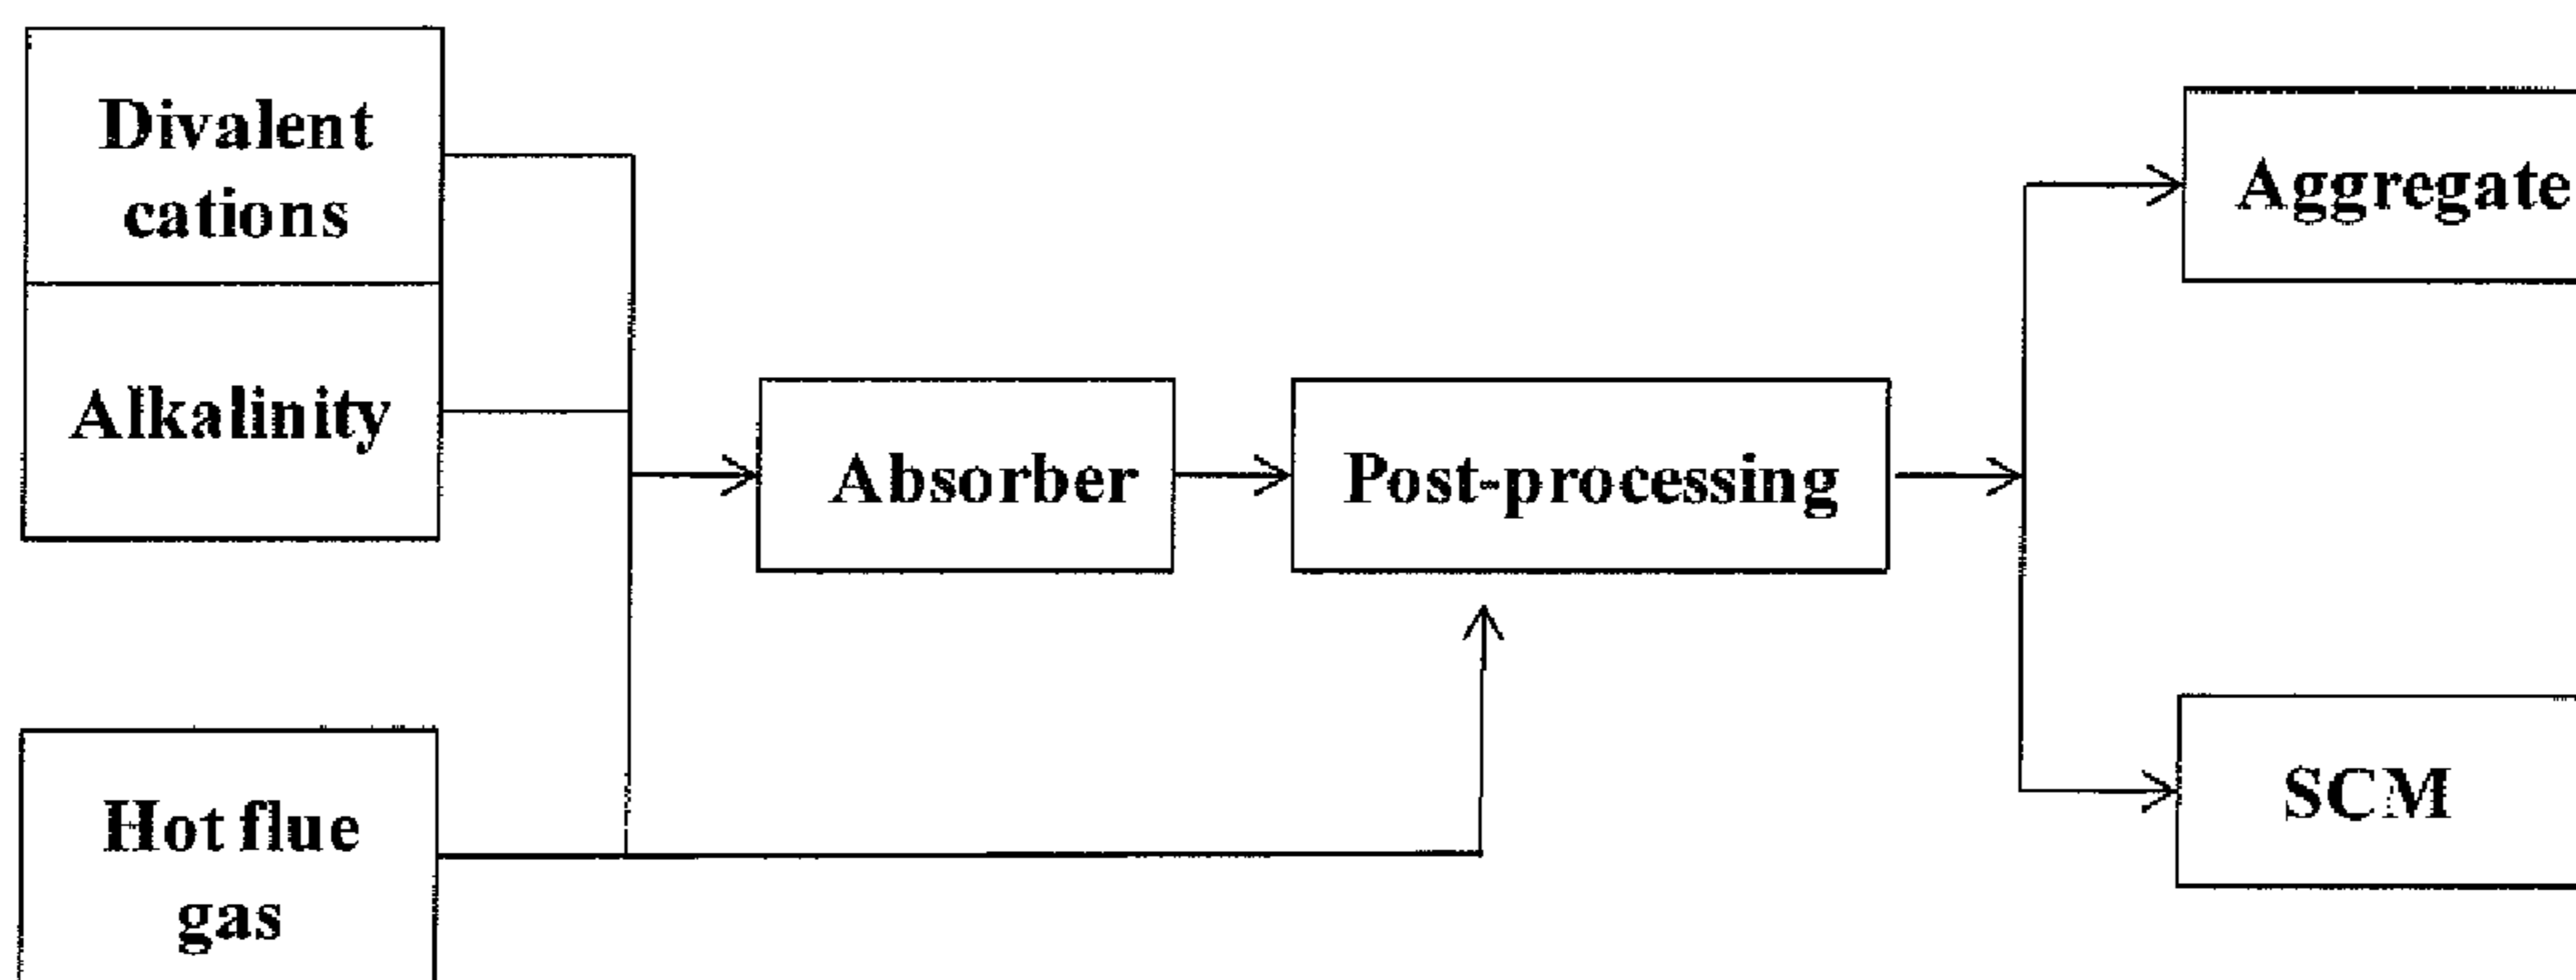 Divalent
cations
Alkalinity
Absorber
Post-processing
Aggregate
SCM
Hot flue
gas